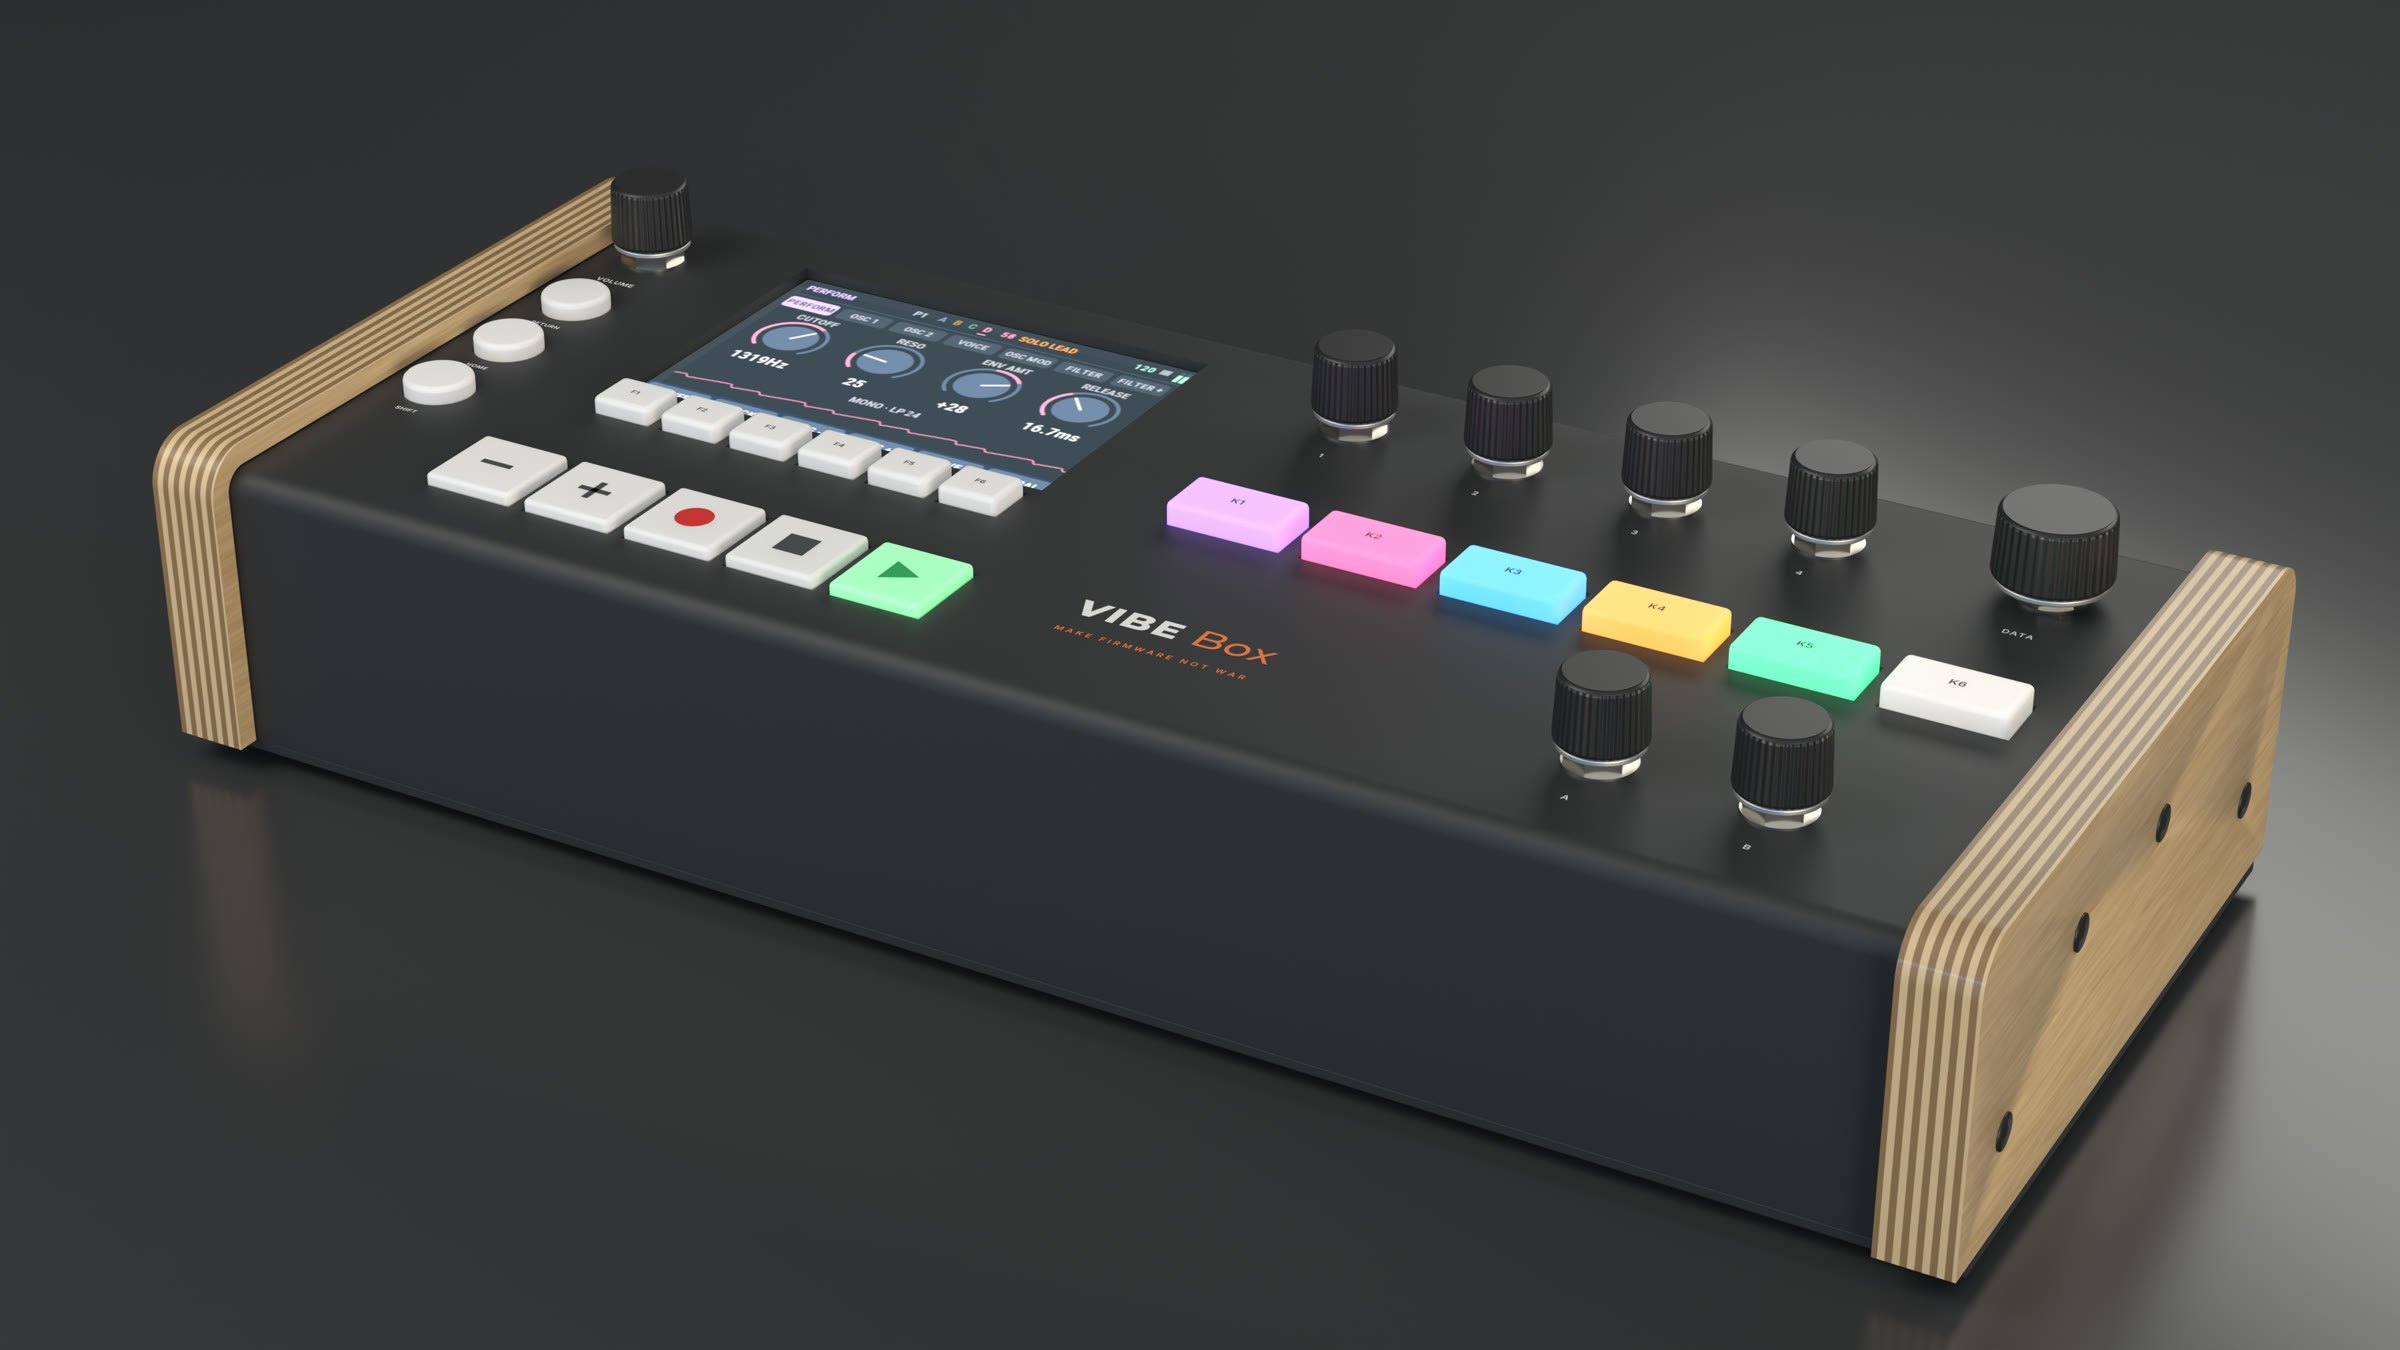 VOLUME
RETURN
HOME
SHIFT
PERFORM
P1 A B C D 58 SOLO LEAD 120
PERFORM OSC 1 OSC 2 VOICE OSC MOD FILTER FILTER+
CUTOFF RESO ENV AMT RELEASE
1319Hz 25 +28 16.7ms
MONO · LP 24
F1 F2 F3 F4 F5 F6
1 2 3 4
DATA
K1 K2 K3 K4 K5 K6
VIBE Box
MAKE FIRMWARE NOT WAR
A B